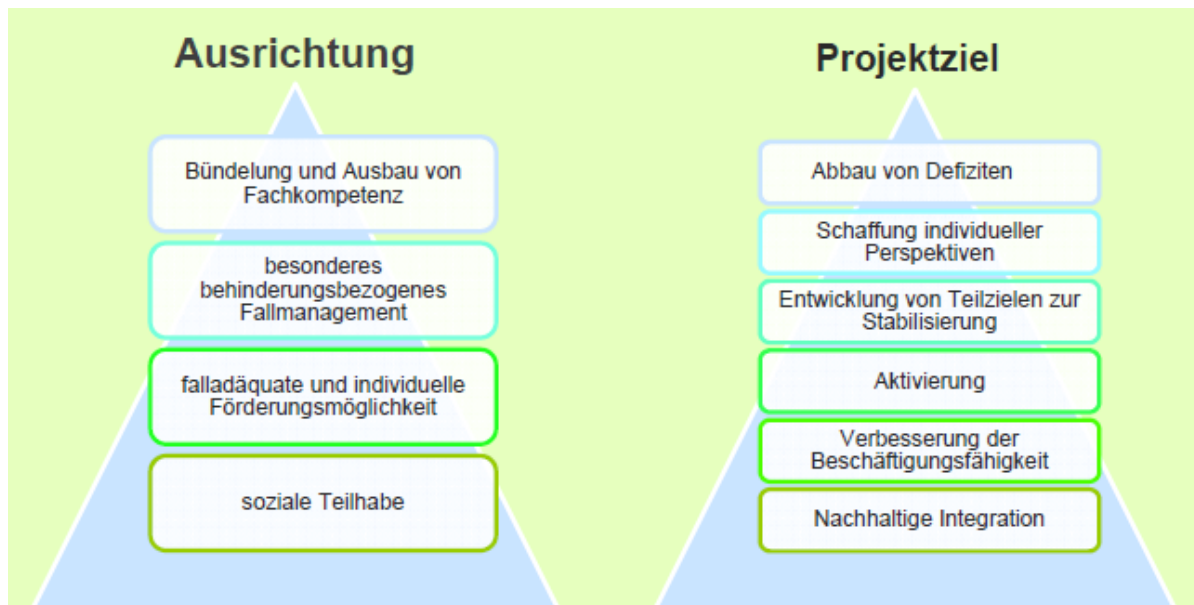 Ausrichtung
Bündelung und Ausbau von
Fachkompetenz
besonderes
behinderungsbezogenes
Fallmanagement
falladäquate und individuelle
Förderungsmöglichkeit
soziale Teilhabe
Projektziel
Abbau von Defiziten
Schaffung individueller
Perspektiven
Entwicklung von Teilzielen zur
Stabilisierung
Aktivierung
Verbesserung der
Beschäftigungsfähigkeit
Nachhaltige Integration